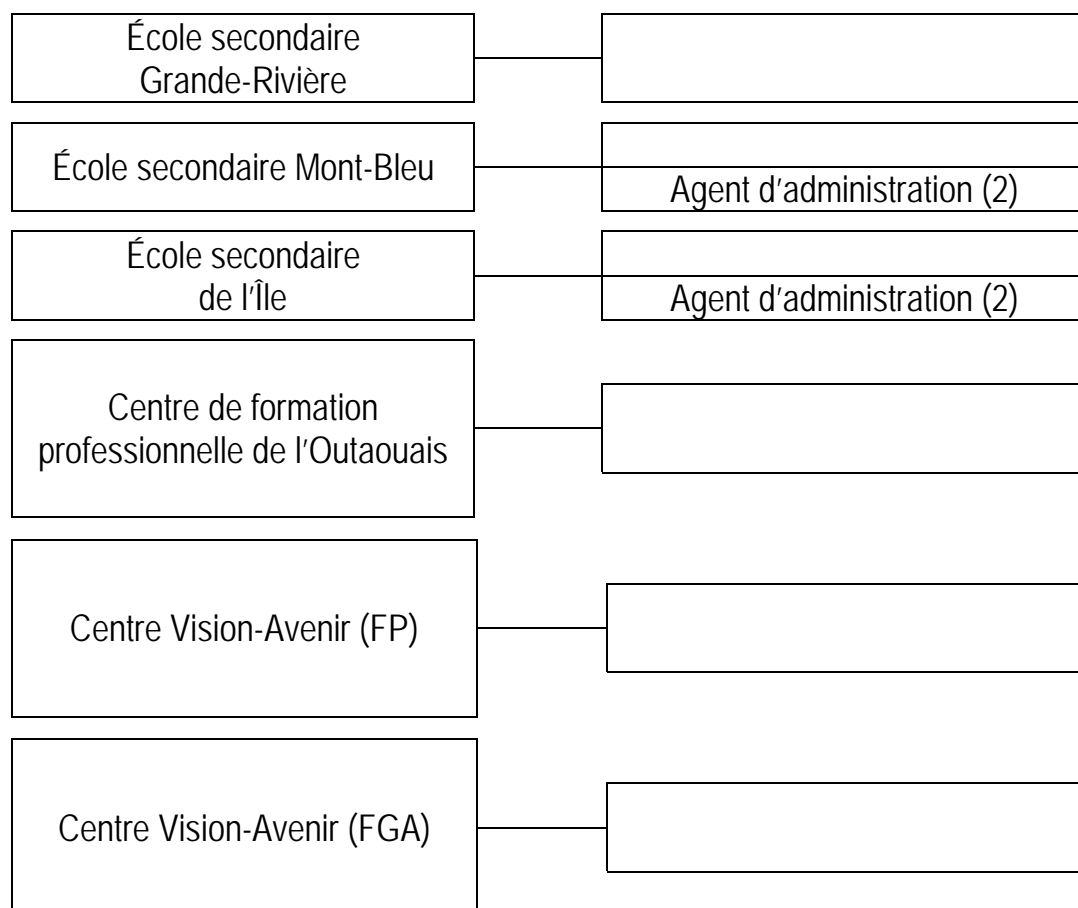 École secondaire
Grande-Rivière
École secondaire Mont-Bleu
Agent d'administration (2)
École secondaire
de l'Île
Agent d'administration (2)
Centre de formation
professionnelle de l'Outaouais
Centre Vision-Avenir (FP)
Centre Vision-Avenir (FGA)